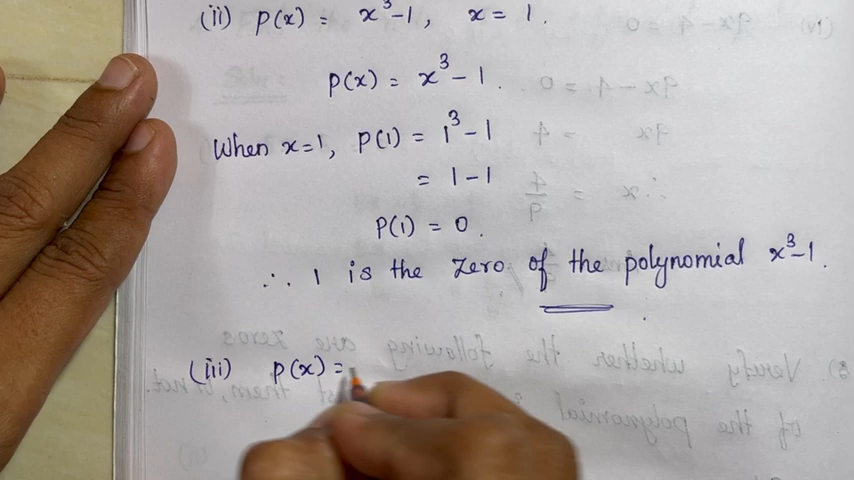 (ii) p(x) = x³-1, x = 1.
p(x) = x³-1.
When x=1, p(1) = 1³-1
= 1-1
p(1) = 0.
∴ 1 is the zero of the polynomial x³-1.
(iii) p(x) =